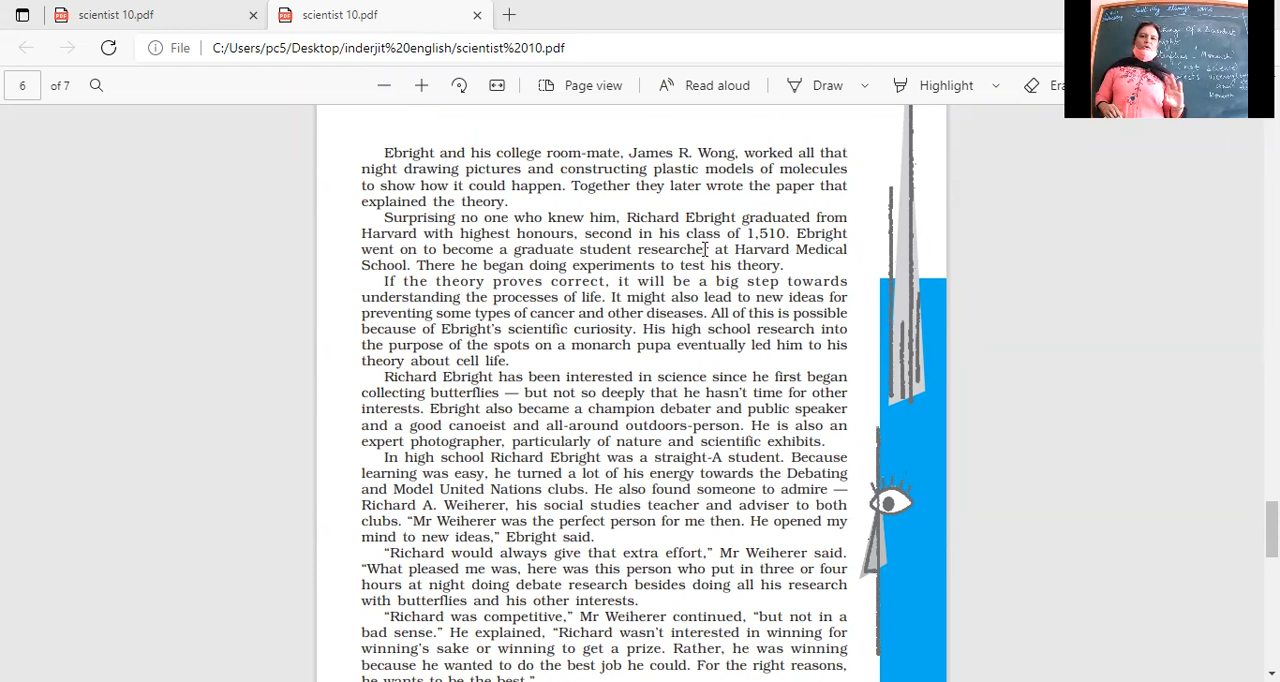 scientist 10.pdf
scientist 10.pdf
File C:/Users/pc5/Desktop/inderjit%20english/scientist%2010.pdf
6 of 7 Page view Read aloud Draw Highlight Era
Ebright and his college room-mate, James R. Wong, worked all that
night drawing pictures and constructing plastic models of molecules
to show how it could happen. Together they later wrote the paper that
explained the theory.
Surprising no one who knew him, Richard Ebright graduated from
Harvard with highest honours, second in his class of 1,510. Ebright
went on to become a graduate student researcher at Harvard Medical
School. There he began doing experiments to test his theory.
If the theory proves correct, it will be a big step towards
understanding the processes of life. It might also lead to new ideas for
preventing some types of cancer and other diseases. All of this is possible
because of Ebright's scientific curiosity. His high school research into
the purpose of the spots on a monarch pupa eventually led him to his
theory about cell life.
Richard Ebright has been interested in science since he first began
collecting butterflies — but not so deeply that he hasn't time for other
interests. Ebright also became a champion debater and public speaker
and a good canoeist and all-around outdoors-person. He is also an
expert photographer, particularly of nature and scientific exhibits.
In high school Richard Ebright was a straight-A student. Because
learning was easy, he turned a lot of his energy towards the Debating
and Model United Nations clubs. He also found someone to admire —
Richard A. Weiherer, his social studies teacher and adviser to both
clubs. “Mr Weiherer was the perfect person for me then. He opened my
mind to new ideas,” Ebright said.
“Richard would always give that extra effort,” Mr Weiherer said.
“What pleased me was, here was this person who put in three or four
hours at night doing debate research besides doing all his research
with butterflies and his other interests.
“Richard was competitive,” Mr Weiherer continued, “but not in a
bad sense.” He explained, “Richard wasn't interested in winning for
winning's sake or winning to get a prize. Rather, he was winning
because he wanted to do the best job he could. For the right reasons,
he wants to be the best.”